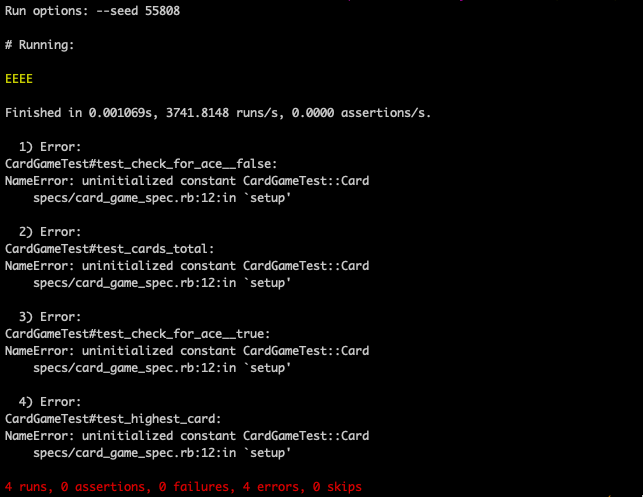 Run options: --seed 55808
# Running:
EEEE
Finished in 0.001069s, 3741.8148 runs/s, 0.0000 assertions/s.
1) Error:
CardGameTest#test_check_for_ace__false:
NameError: uninitialized constant CardGameTest::Card
specs/card_game_spec.rb:12:in `setup'
2) Error:
CardGameTest#test_cards_total:
NameError: uninitialized constant CardGameTest::Card
specs/card_game_spec.rb:12:in `setup'
3) Error:
CardGameTest#test_check_for_ace__true:
NameError: uninitialized constant CardGameTest::Card
specs/card_game_spec.rb:12:in `setup'
4) Error:
CardGameTest#test_highest_card:
NameError: uninitialized constant CardGameTest::Card
specs/card_game_spec.rb:12:in `setup'
4 runs, 0 assertions, 0 failures, 4 errors, 0 skips